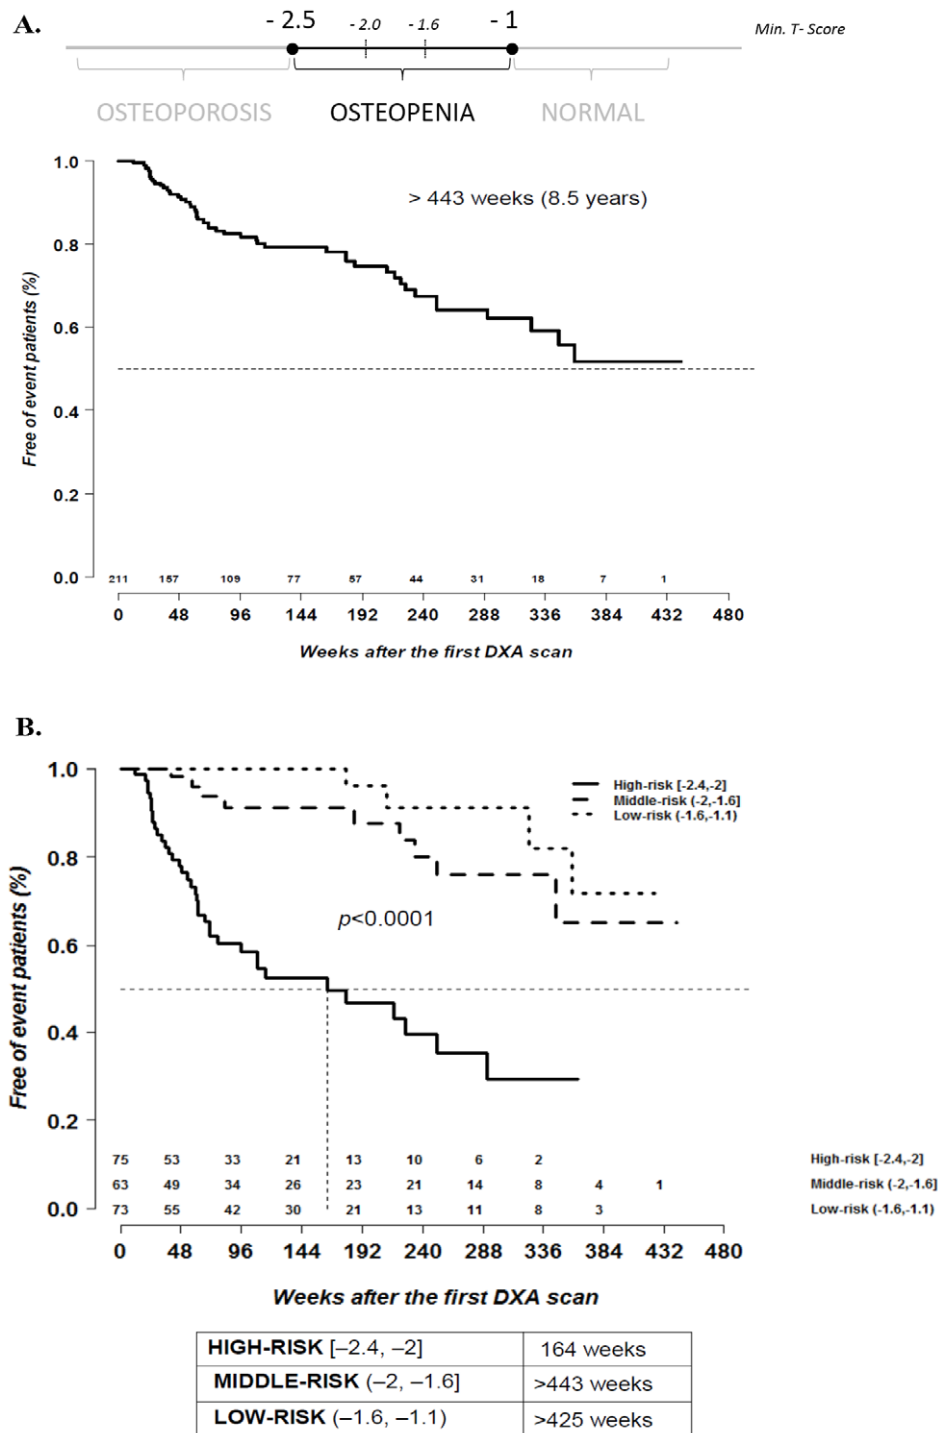 A.
- 2.5 - 2.0 - 1.6 - 1 Min. T- Score
OSTEOPOROSIS OSTEOPENIA NORMAL
1.0
> 443 weeks (8.5 years)
0.8
0.6
0.4
0.2
0.0
Free of event patients (%)
211 157 109 77 57 44 31 18 7 1
0 48 96 144 192 240 288 336 384 432 480
Weeks after the first DXA scan
B.
1.0
High-risk [-2.4,-2]
Middle-risk (-2,-1.6]
Low-risk (-1.6,-1.1)
0.8
p<0.0001
0.6
0.4
0.2
0.0
Free of event patients (%)
75 53 33 21 13 10 6 2 High-risk [-2.4,-2]
63 49 34 26 23 21 14 8 4 1 Middle-risk (-2,-1.6]
73 55 42 30 21 13 11 8 3 Low-risk (-1.6,-1.1)
0 48 96 144 192 240 288 336 384 432 480
Weeks after the first DXA scan
HIGH-RISK [–2.4, –2] 164 weeks
MIDDLE-RISK (–2, –1.6] >443 weeks
LOW-RISK (–1.6, –1.1) >425 weeks